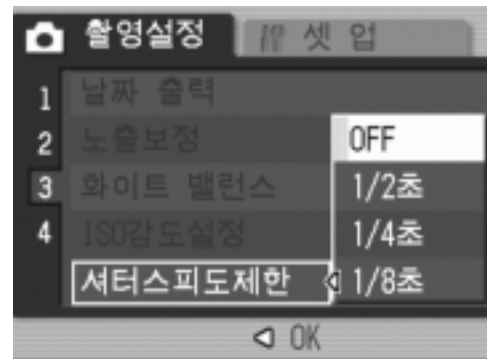 촬영설정 셋 업
1 날짜 출력
2 노출보정 OFF
3 화이트 밸런스 1/2초
4 ISO감도설정 1/4초
셔터스피도제한 1/8초
OK